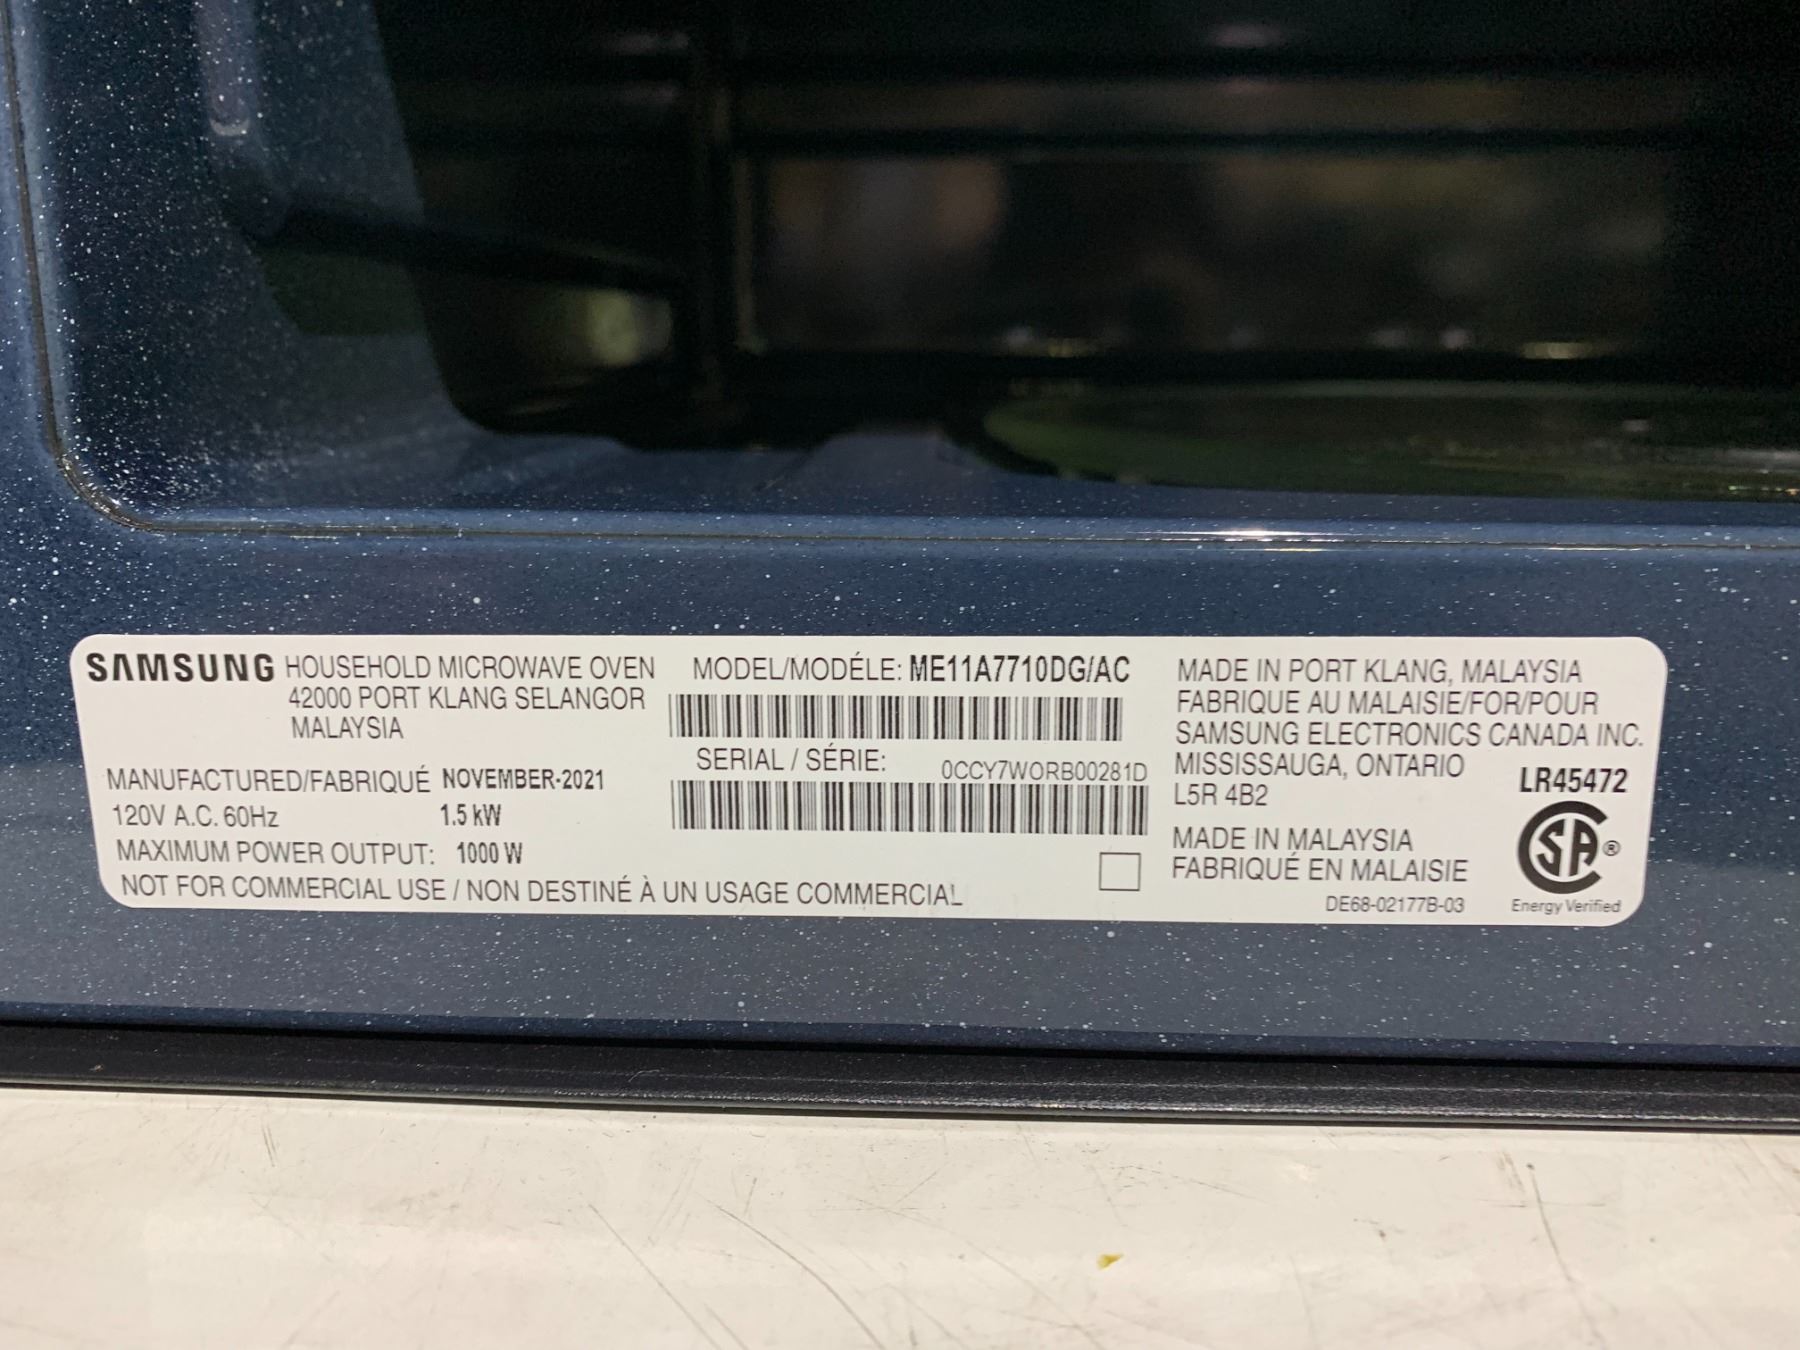 SAMSUNG HOUSEHOLD MICROWAVE OVEN
42000 PORT KLANG SELANGOR
MALAYSIA
MANUFACTURED/FABRIQUÉ NOVEMBER-2021
120V A.C. 60Hz 1.5 kW
MAXIMUM POWER OUTPUT: 1000 W
NOT FOR COMMERCIAL USE / NON DESTINÉ À UN USAGE COMMERCIAL
MODEL/MODÉLE: ME11A7710DG/AC
SERIAL / SÉRIE: 0CCY7WORB00281D
MADE IN PORT KLANG, MALAYSIA
FABRIQUE AU MALAISIE/FOR/POUR
SAMSUNG ELECTRONICS CANADA INC.
MISSISSAUGA, ONTARIO
L5R 4B2
MADE IN MALAYSIA
FABRIQUÉ EN MALAISIE
DE68-02177B-03
LR45472
CSA ®
Energy Verified